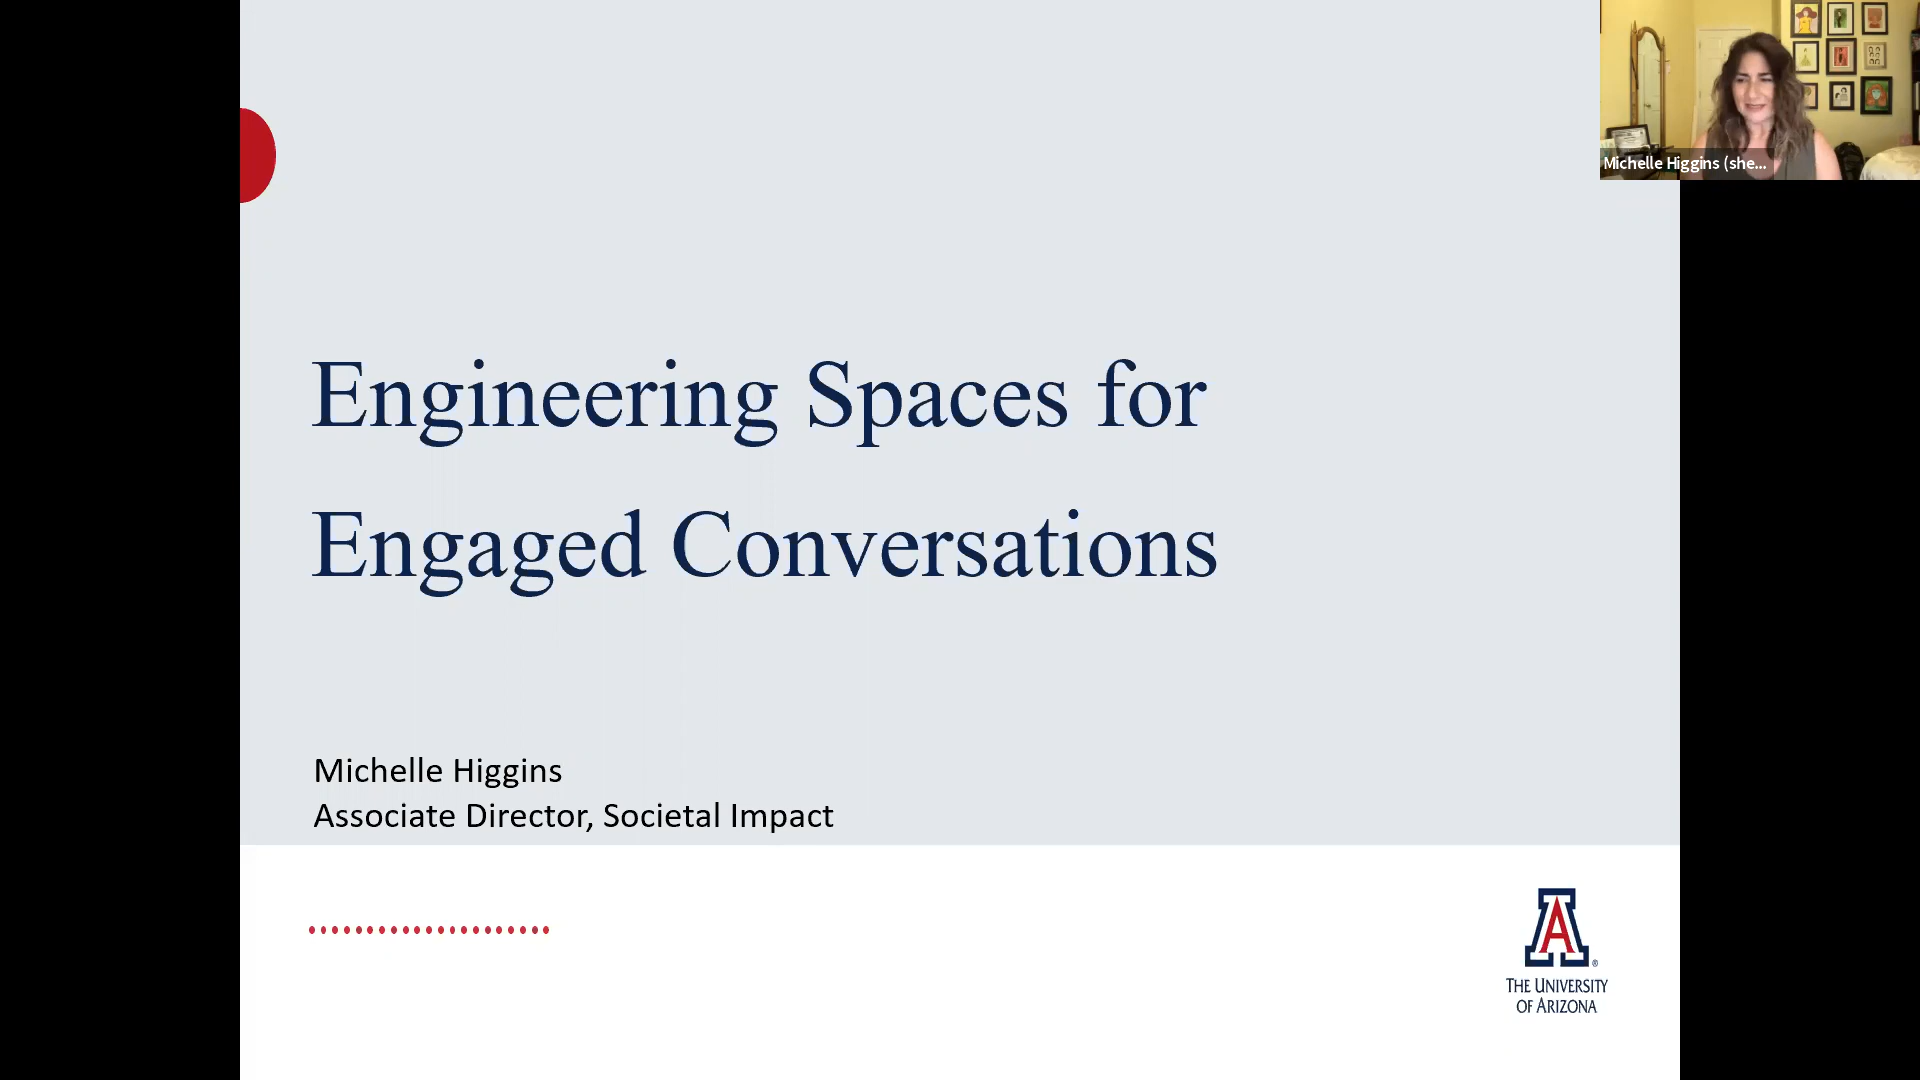 Michelle Higgins (she...
Engineering Spaces for
Engaged Conversations
Michelle Higgins
Associate Director, Societal Impact
A®
THE UNIVERSITY
OF ARIZONA